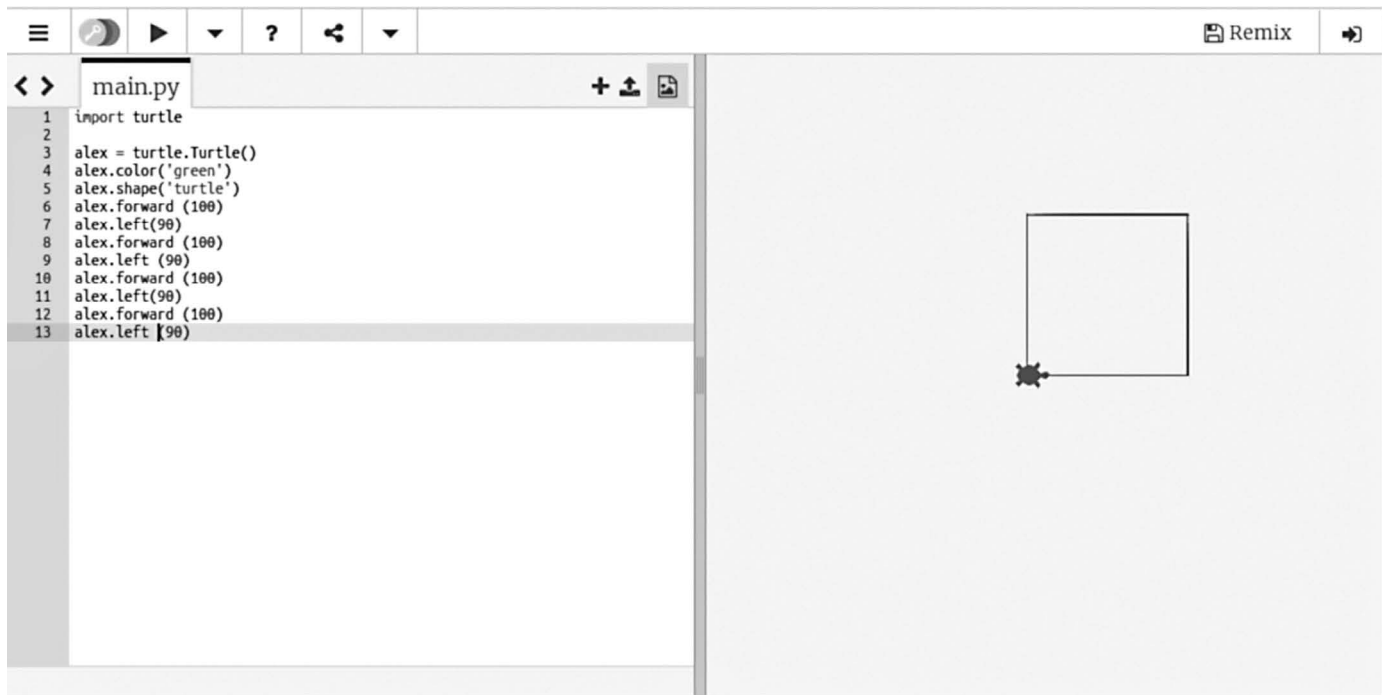 ? Remix
main.py
1 import turtle
2
3 alex = turtle.Turtle()
4 alex.color('green')
5 alex.shape('turtle')
6 alex.forward (100)
7 alex.left(90)
8 alex.forward (100)
9 alex.left (90)
10 alex.forward (100)
11 alex.left(90)
12 alex.forward (100)
13 alex.left (90)